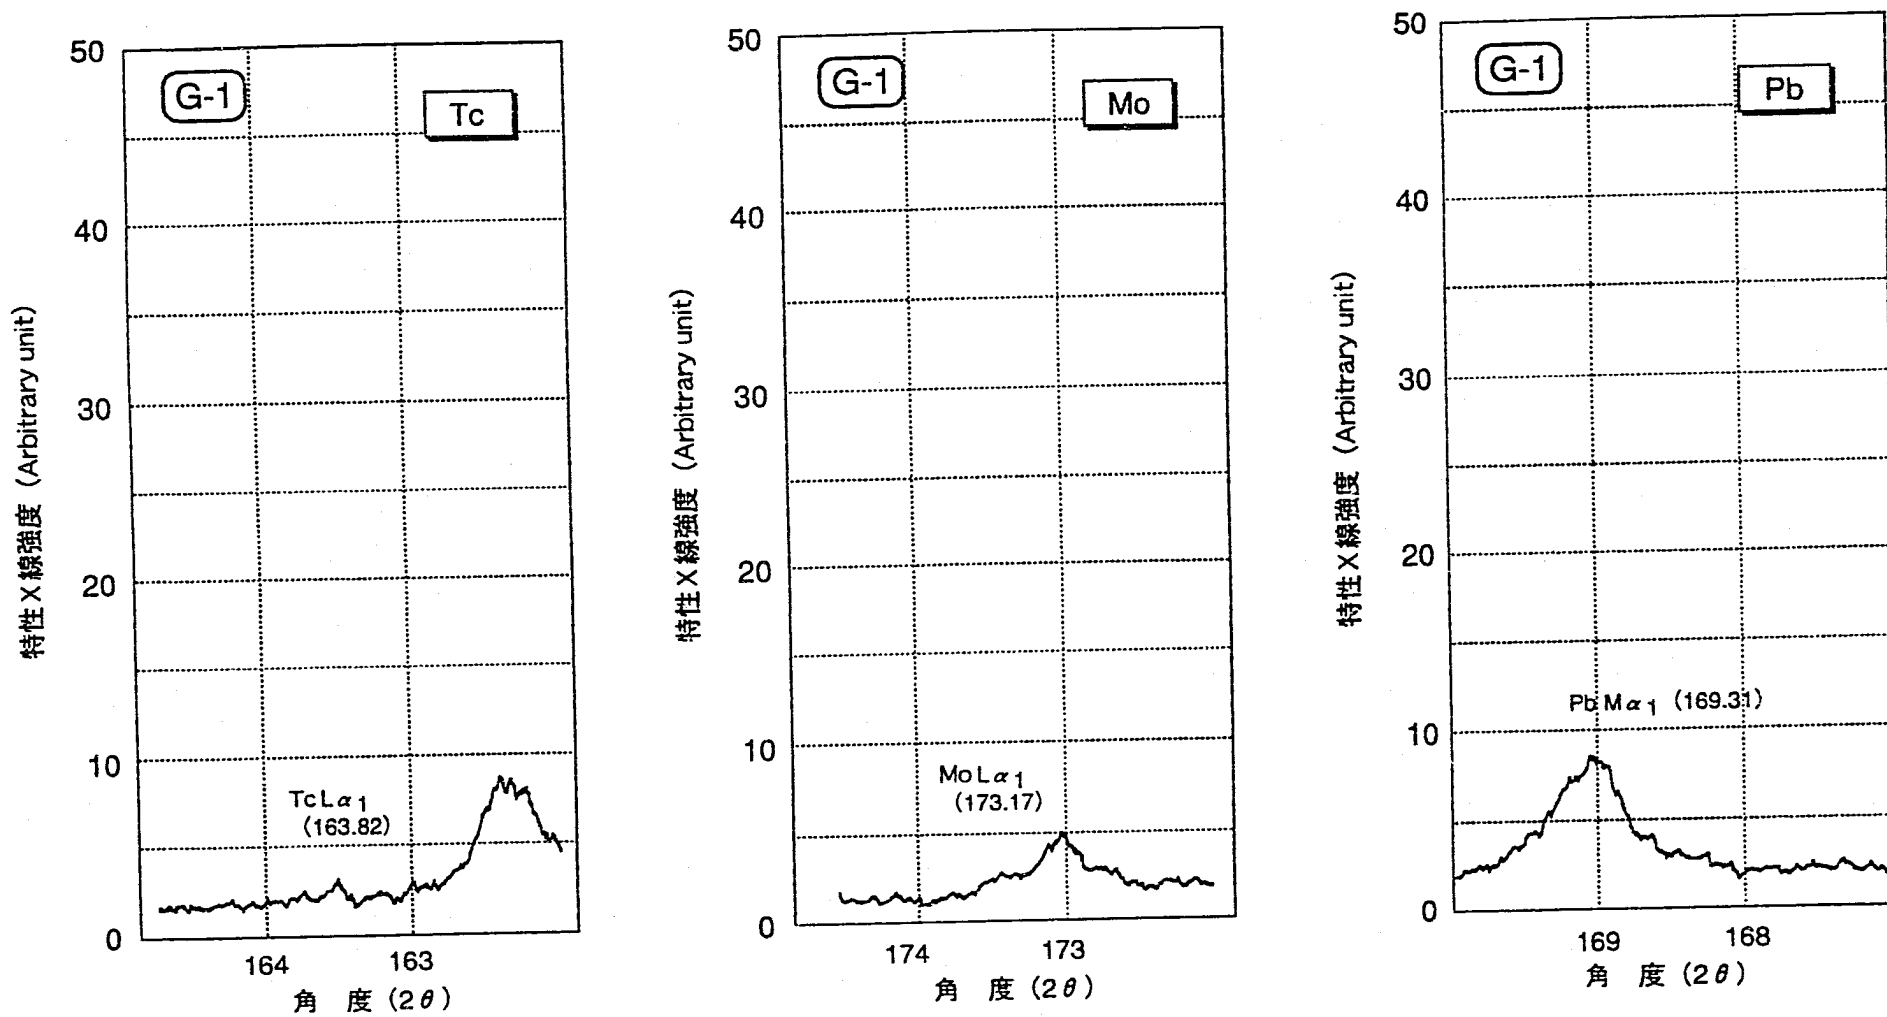 50
40
30
20
10
0
特性X線強度 (Arbitrary unit)
G-1
Tc
TcLα1
(163.82)
164 163
角 度 (2θ)
50
40
30
20
10
0
特性X線強度 (Arbitrary unit)
G-1
Mo
MoLα1
(173.17)
174 173
角 度 (2θ)
50
40
30
20
10
0
特性X線強度 (Arbitrary unit)
G-1
Pb
Pb Mα1 (169.31)
169 168
角 度 (2θ)